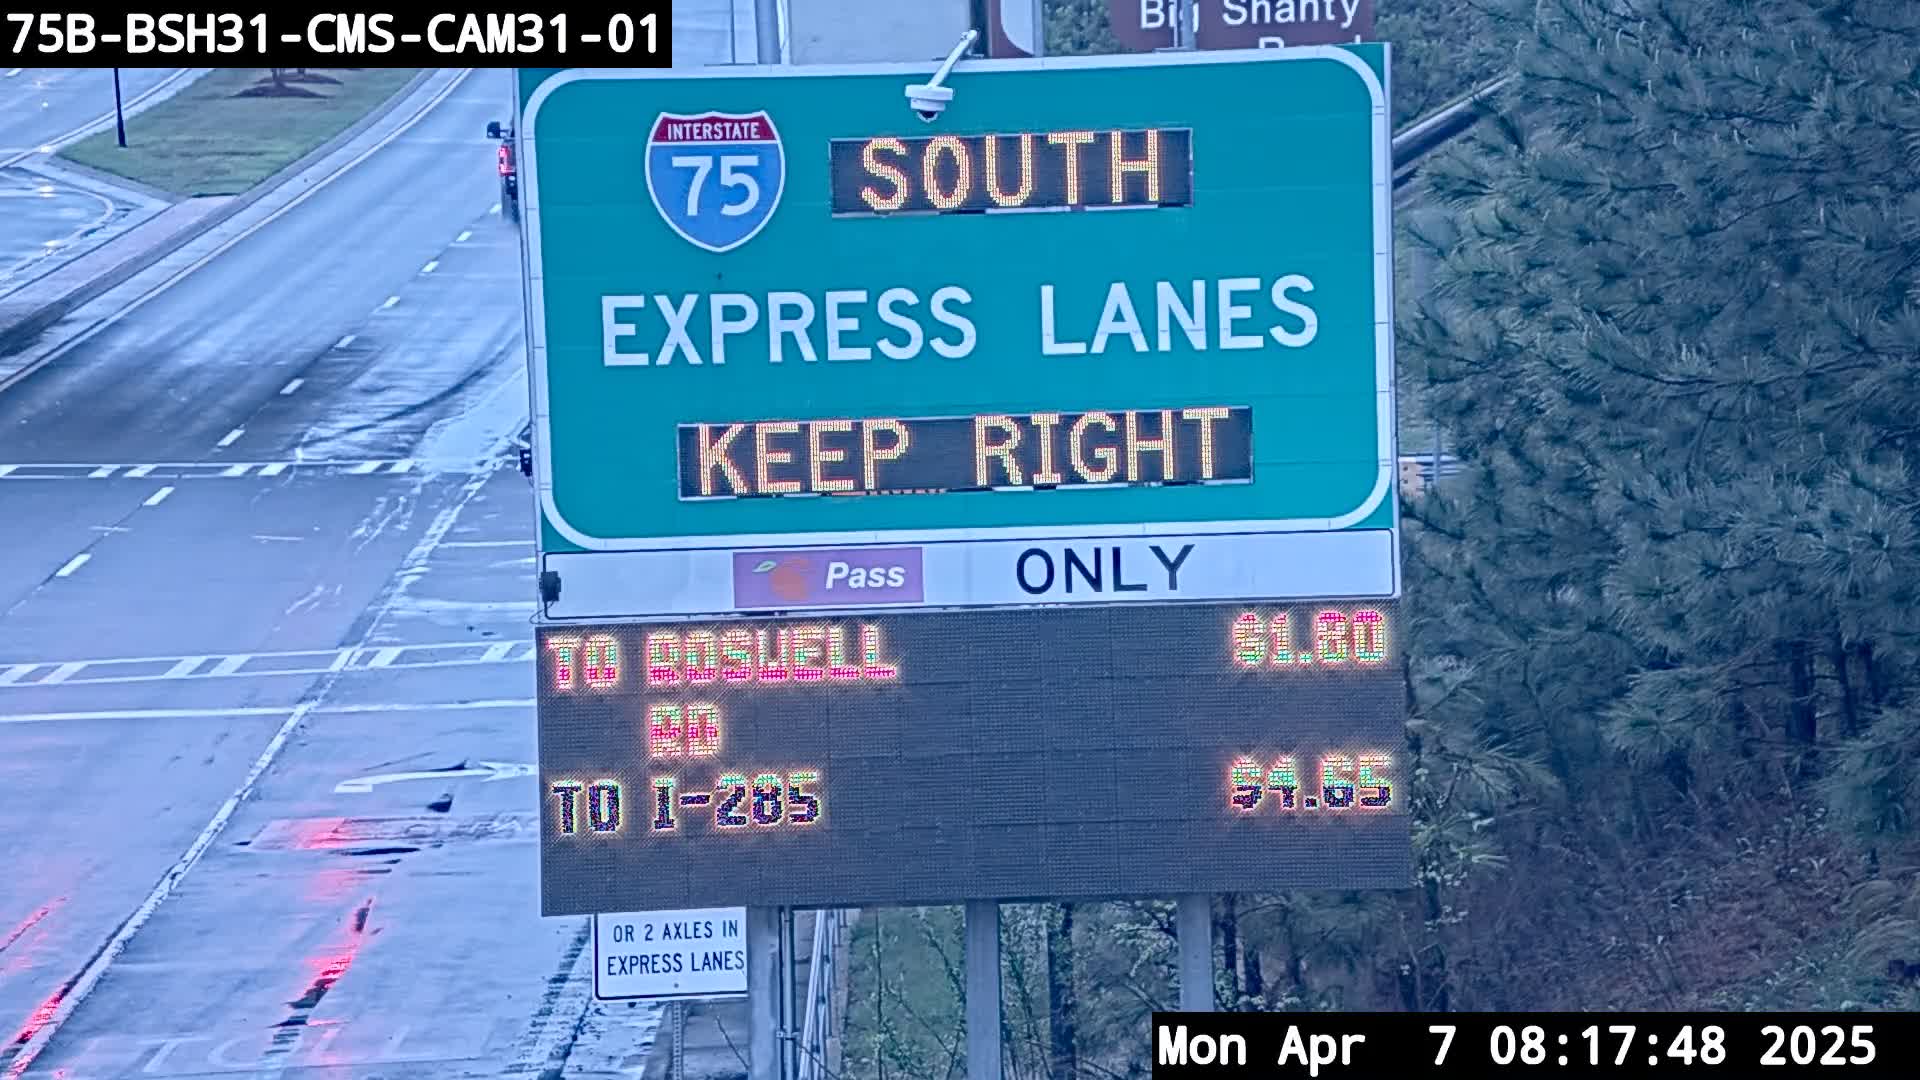 75B-BSH31-CMS-CAM31-01
Big Shanty
INTERSTATE
75
SOUTH
EXPRESS LANES
KEEP RIGHT
Pass ONLY
TO ROSWELL $1.80
RD
TO I-285 $4.65
OR 2 AXLES IN
EXPRESS LANES
Mon Apr 7 08:17:48 2025